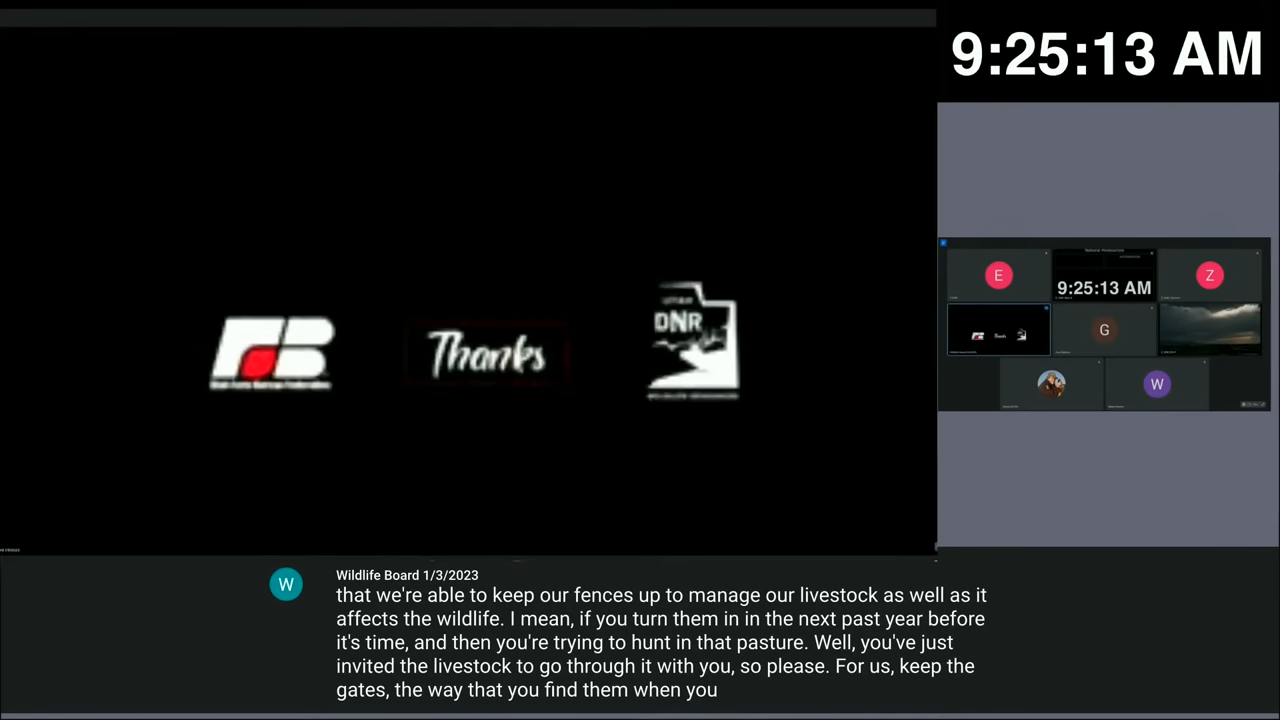 9:25:13 AM
UTAH
DNR
Thanks
WILDLIFE RESOURCES
E
9:25:13 AM
Z
G
W
W
Wildlife Board 1/3/2023
that we're able to keep our fences up to manage our livestock as well as it
affects the wildlife. I mean, if you turn them in in the next past year before
it's time, and then you're trying to hunt in that pasture. Well, you've just
invited the livestock to go through it with you, so please. For us, keep the
gates, the way that you find them when you